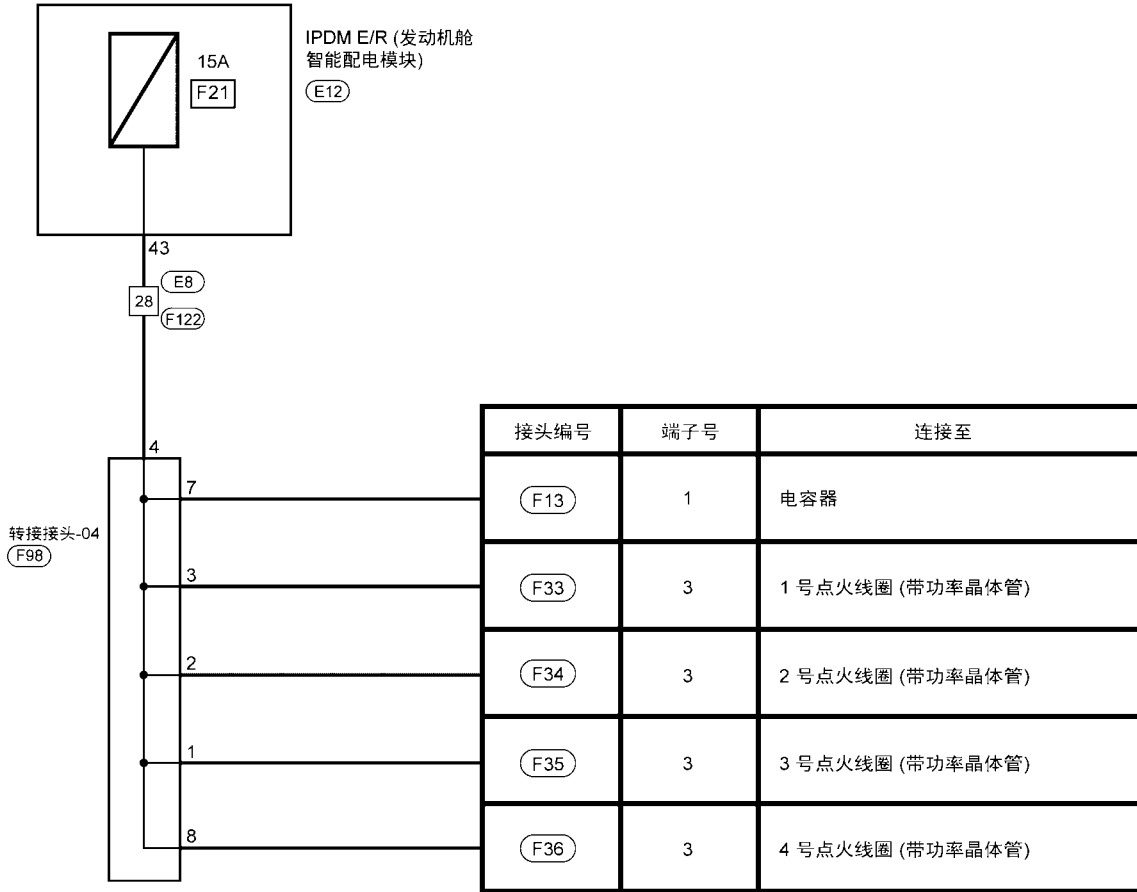 IPDM E/R (发动机舱
智能配电模块)
E12
15A
F21
43
E8
28
F122
4
转接接头-04
F98
7
3
2
1
8
接头编号 端子号 连接至
F13 1 电容器
F33 3 1 号点火线圈 (带功率晶体管)
F34 3 2 号点火线圈 (带功率晶体管)
F35 3 3 号点火线圈 (带功率晶体管)
F36 3 4 号点火线圈 (带功率晶体管)